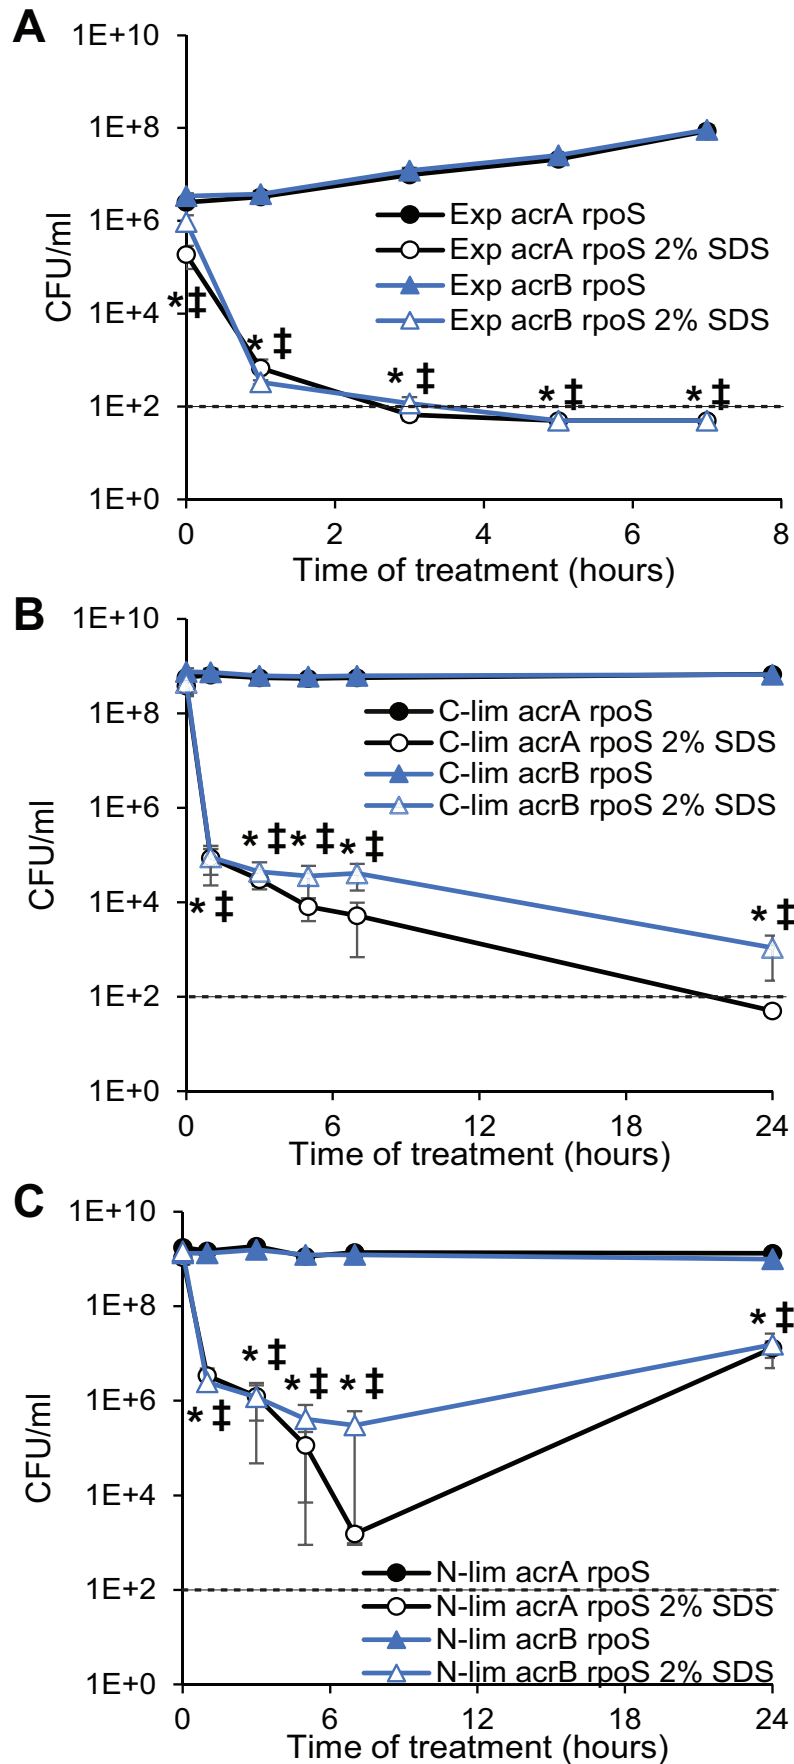 A
1E+10
1E+8
1E+6
1E+4
1E+2
1E+0
CFU/ml
Exp acrA rpoS
Exp acrA rpoS 2% SDS
Exp acrB rpoS
Exp acrB rpoS 2% SDS
*‡
* ‡
* ‡
* ‡
* ‡
0 2 4 6 8
Time of treatment (hours)
B
1E+10
1E+8
1E+6
1E+4
1E+2
1E+0
CFU/ml
C-lim acrA rpoS
C-lim acrA rpoS 2% SDS
C-lim acrB rpoS
C-lim acrB rpoS 2% SDS
* ‡
* ‡
* ‡
* ‡
* ‡
0 6 12 18 24
Time of treatment (hours)
C
1E+10
1E+8
1E+6
1E+4
1E+2
1E+0
CFU/ml
* ‡
* ‡
* ‡
* ‡
* ‡
N-lim acrA rpoS
N-lim acrA rpoS 2% SDS
N-lim acrB rpoS
N-lim acrB rpoS 2% SDS
0 6 12 18 24
Time of treatment (hours)